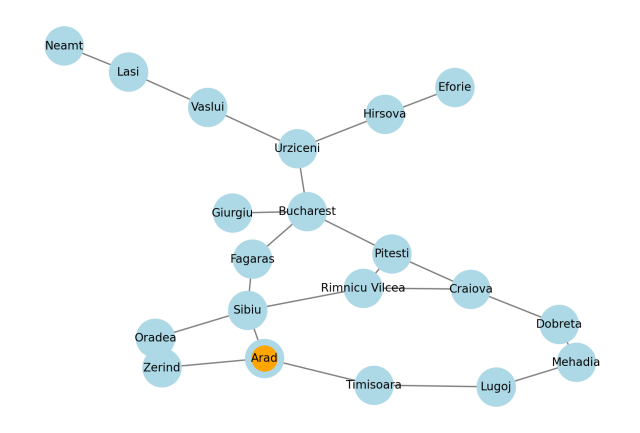 Neamt
Lasi
Eforie
Vaslui
Hirsova
Urziceni
Giurgiu
Bucharest
Pitesti
Fagaras
Rimnicu Vilcea
Craiova
Sibiu
Dobreta
Oradea
Arad
Mehadia
Zerind
Timisoara
Lugoj